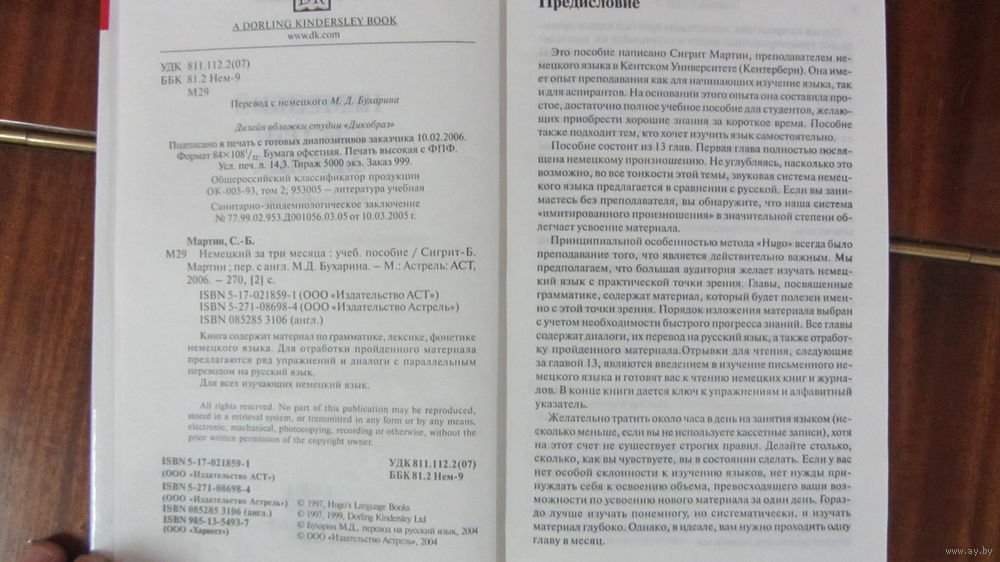 A DORLING KINDERSLEY BOOK
www.dk.com
УДК 811.112.2(07)
ББК 81.2 Нем-9
М29
Перевод с немецкого М. Д. Бухарина
Дизайн обложки студии «Дикобраз»
Подписано в печать с готовых диапозитивов заказчика 10.02.2006.
Формат 84×108 1/32. Бумага офсетная. Печать высокая с ФПФ.
Усл. печ. л. 14,3. Тираж 5000 экз. Заказ 999.
Общероссийский классификатор продукции
ОК-005-93, том 2; 953005 – литература учебная
Санитарно-эпидемиологическое заключение
№ 77.99.02.953.Д001056.03.05 от 10.03.2005 г.
Мартин, С.-Б.
М29 Немецкий за три месяца : учеб. пособие / Сигрит-Б.
Мартин ; пер. с англ. М.Д. Бухарина. – М.: Астрель: АСТ,
2006. – 270, [2] с.
ISBN 5-17-021859-1 (ООО «Издательство АСТ»)
ISBN 5-271-08698-4 (ООО «Издательство Астрель»)
ISBN 085285 3106 (англ.)
Книга содержит материал по грамматике, лексике, фонетике
немецкого языка. Для отработки пройденного материала
предлагаются ряд упражнений и диалоги с параллельным
переводом на русский язык.
Для всех изучающих немецкий язык.
All rights reserved. No part of this publication may be reproduced,
stored in a retrieval system, or transmitted in any form or by any means,
electronic, machanical, photocopying, recording or otherwise, without the
prior written permission of the copyright owner.
ISBN 5-17-021859-1
(ООО «Издательство АСТ»)
ISBN 5-271-08698-4
(ООО «Издательство Астрель»)
ISBN 085285 3106 (англ.)
ISBN 985-13-5493-7
(ООО «Харвест»)
УДК 811.112.2(07)
ББК 81.2 Нем-9
© 1997, Hugo's Language Books
© 1997, 1999, Dorling Kindersley Ltd
© Бухарин М.Д., перевод на русский язык, 2004
© ООО «Издательство Астрель», 2004
Предисловие
Это пособие написано Сигрит Мартин, преподавателем не-
мецкого языка в Кентском Университете (Кентербери). Она име-
ет опыт преподавания как для начинающих изучение языка, так
и для аспирантов. На основании этого опыта она составила про-
стое, достаточно полное учебное пособие для студентов, желаю-
щих приобрести хорошие знания за короткое время. Пособие
также подходит тем, кто хочет изучить язык самостоятельно.
Пособие состоит из 13 глав. Первая глава полностью посвя-
щена немецкому произношению. Не углубляясь, насколько это
возможно, во все тонкости этой темы, звуковая система немец-
кого языка предлагается в сравнении с русской. Если вы зани-
маетесь без преподавателя, вы обнаружите, что наша система
«имитированного произношения» в значительной степени об-
легчает усвоение материала.
Принципиальной особенностью метода «Hugo» всегда было
преподавание того, что является действительно важным. Мы
предполагаем, что большая аудитория желает изучать немец-
кий язык с практической точки зрения. Главы, посвященные
грамматике, содержат материал, который будет полезен имен-
но с этой точки зрения. Порядок изложения материала выбран
с учетом необходимости быстрого прогресса знаний. Все главы
содержат диалоги, их перевод на русский язык, а также отработ-
ку пройденного материала.Отрывки для чтения, следующие
за главой 13, являются введением в изучение письменного не-
мецкого языка и готовят вас к чтению немецких книг и журна-
лов. В конце книги дается ключ к упражнениям и алфавитный
указатель.
Желательно тратить около часа в день на занятия языком (не-
сколько меньше, если вы не используете кассетные записи), хотя
на этот счет не существует строгих правил. Делайте столько,
сколько, как вы чувствуете, вы в состоянии сделать. Если у вас
нет особой склонности к изучению языков, нет нужды при-
нуждать себя к освоению объема, превосходящего ваши воз-
можности по усвоению нового материала за один день. Гораз-
до лучше изучать понемногу, но систематически, и изучать
материал глубоко. Однако, в идеале, вам нужно проходить одну
главу в месяц.
www.ay.by